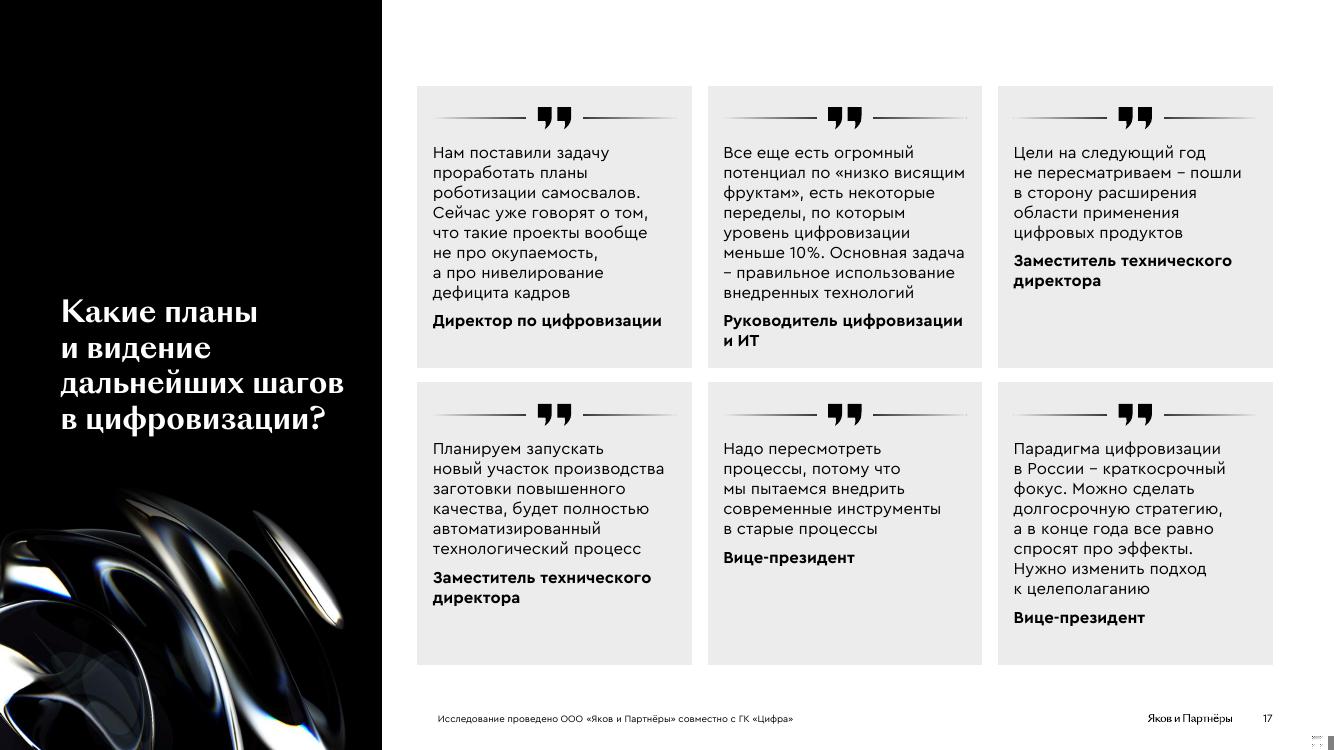 Какие планы
и видение
дальнейших шагов
в цифровизации?
Нам поставили задачу
проработать планы
роботизации самосвалов.
Сейчас уже говорят о том,
что такие проекты вообще
не про окупаемость,
а про нивелирование
дефицита кадров
Директор по цифровизации
Все еще есть огромный
потенциал по «низко висящим
фруктам», есть некоторые
переделы, по которым
уровень цифровизации
меньше 10%. Основная задача
– правильное использование
внедренных технологий
Руководитель цифровизации
и ИТ
Цели на следующий год
не пересматриваем – пошли
в сторону расширения
области применения
цифровых продуктов
Заместитель технического
директора
Планируем запускать
новый участок производства
заготовки повышенного
качества, будет полностью
автоматизированный
технологический процесс
Заместитель технического
директора
Надо пересмотреть
процессы, потому что
мы пытаемся внедрить
современные инструменты
в старые процессы
Вице-президент
Парадигма цифровизации
в России – краткосрочный
фокус. Можно сделать
долгосрочную стратегию,
а в конце года все равно
спросят про эффекты.
Нужно изменить подход
к целеполаганию
Вице-президент
Исследование проведено ООО «Яков и Партнёры» совместно с ГК «Цифра»
Яков и Партнёры 17